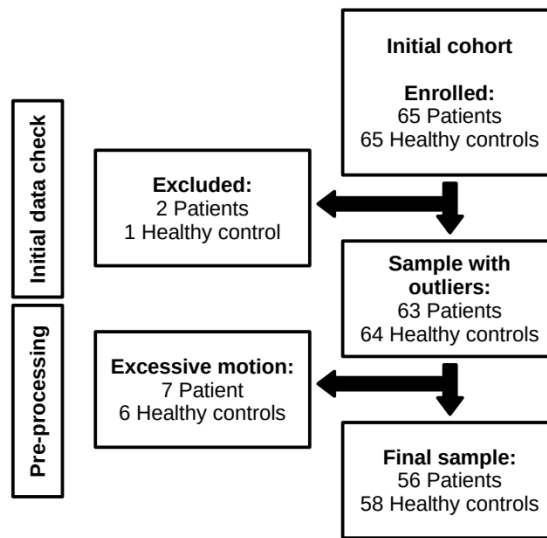 Initial cohort
Enrolled:
65 Patients
65 Healthy controls
Initial data check
Excluded:
2 Patients
1 Healthy control
Sample with
outliers:
63 Patients
64 Healthy controls
Pre-processing
Excessive motion:
7 Patient
6 Healthy controls
Final sample:
56 Patients
58 Healthy controls